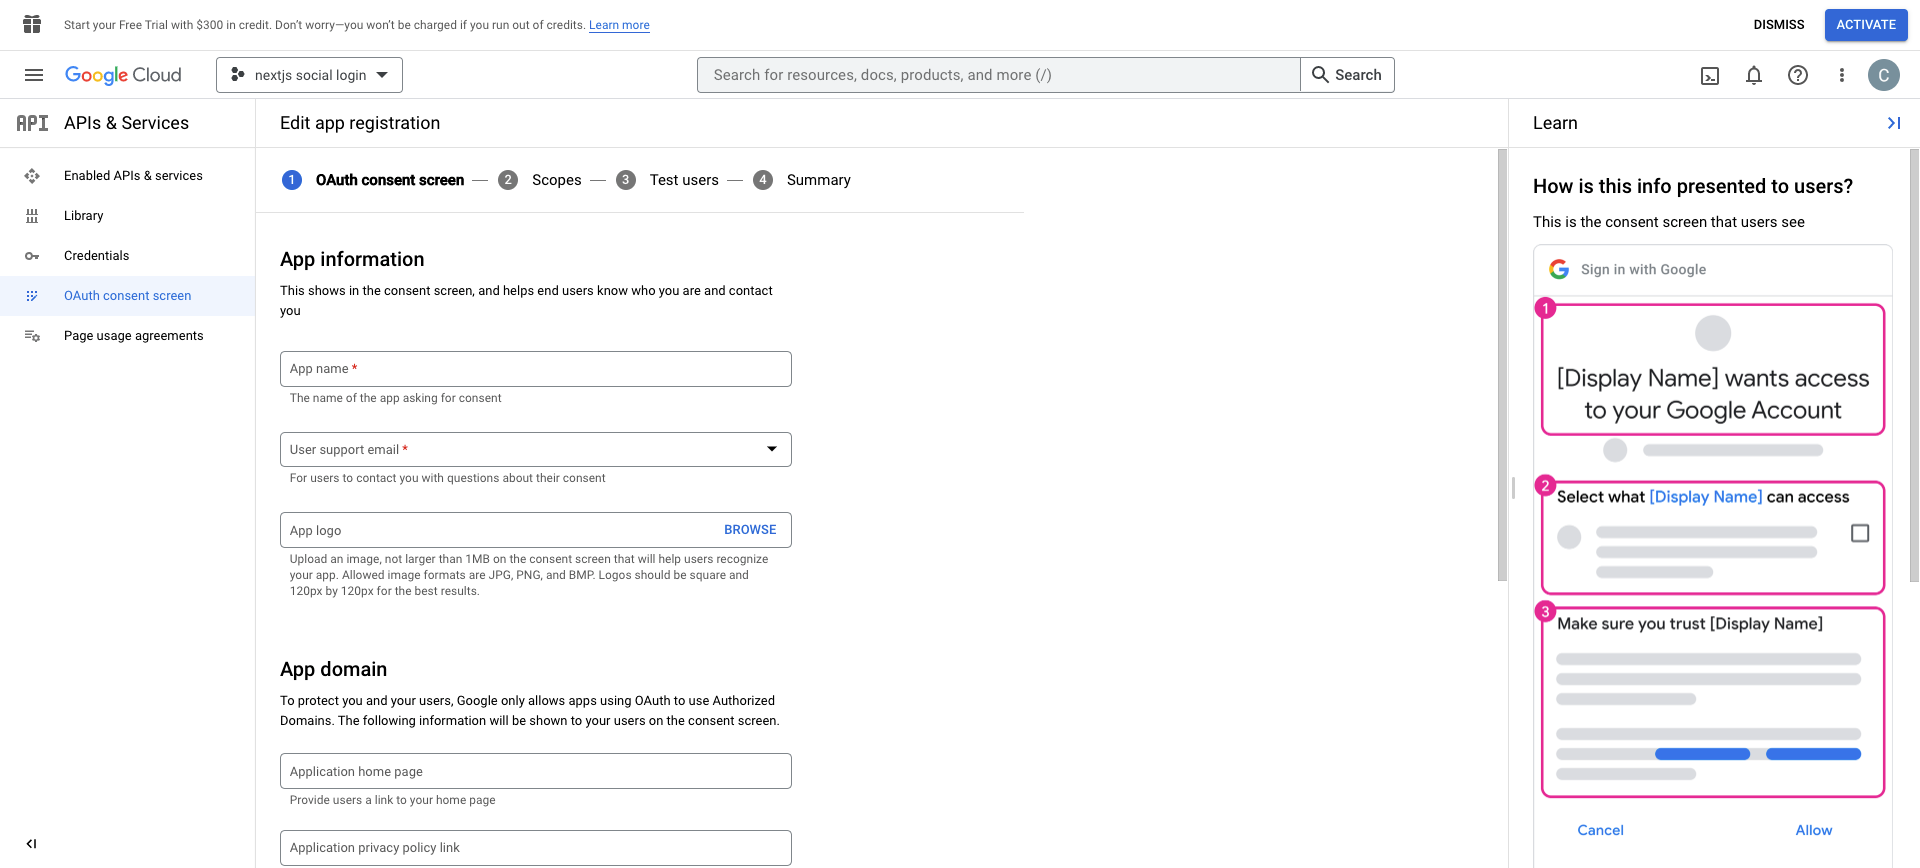 Start your Free Trial with $300 in credit. Don’t worry—you won’t be charged if you run out of credits. Learn more
DISMISS
ACTIVATE
Google Cloud
nextjs social login
Search for resources, docs, products, and more (/)
Search
C
API
APIs & Services
Enabled APIs & services
Library
Credentials
OAuth consent screen
Page usage agreements
Edit app registration
1 OAuth consent screen — 2 Scopes — 3 Test users — 4 Summary
App information
This shows in the consent screen, and helps end users know who you are and contact
you
App name *
The name of the app asking for consent
User support email *
For users to contact you with questions about their consent
App logo
BROWSE
Upload an image, not larger than 1MB on the consent screen that will help users recognize
your app. Allowed image formats are JPG, PNG, and BMP. Logos should be square and
120px by 120px for the best results.
App domain
To protect you and your users, Google only allows apps using OAuth to use Authorized
Domains. The following information will be shown to your users on the consent screen.
Application home page
Provide users a link to your home page
Application privacy policy link
Learn
How is this info presented to users?
This is the consent screen that users see
Sign in with Google
1
[Display Name] wants access
to your Google Account
2
Select what [Display Name] can access
3
Make sure you trust [Display Name]
Cancel
Allow